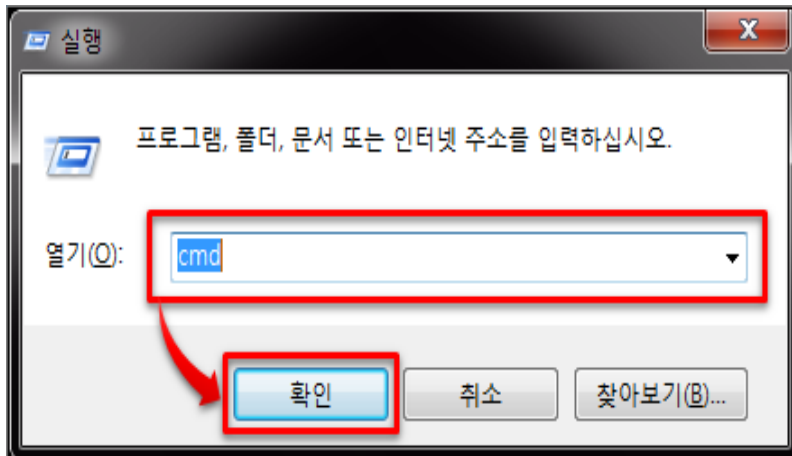 실행
프로그램, 폴더, 문서 또는 인터넷 주소를 입력하십시오.
열기(O): cmd
확인 취소 찾아보기(B)...